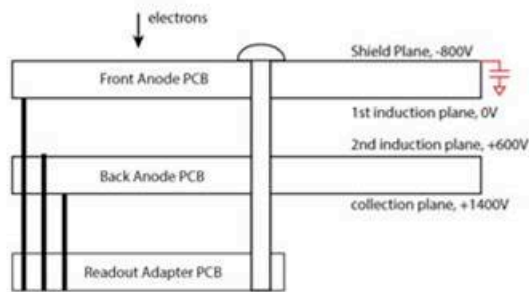 electrons
Shield Plane, -800V
Front Anode PCB
1st induction plane, 0V
2nd induction plane, +600V
Back Anode PCB
collection plane, +1400V
Readout Adapter PCB